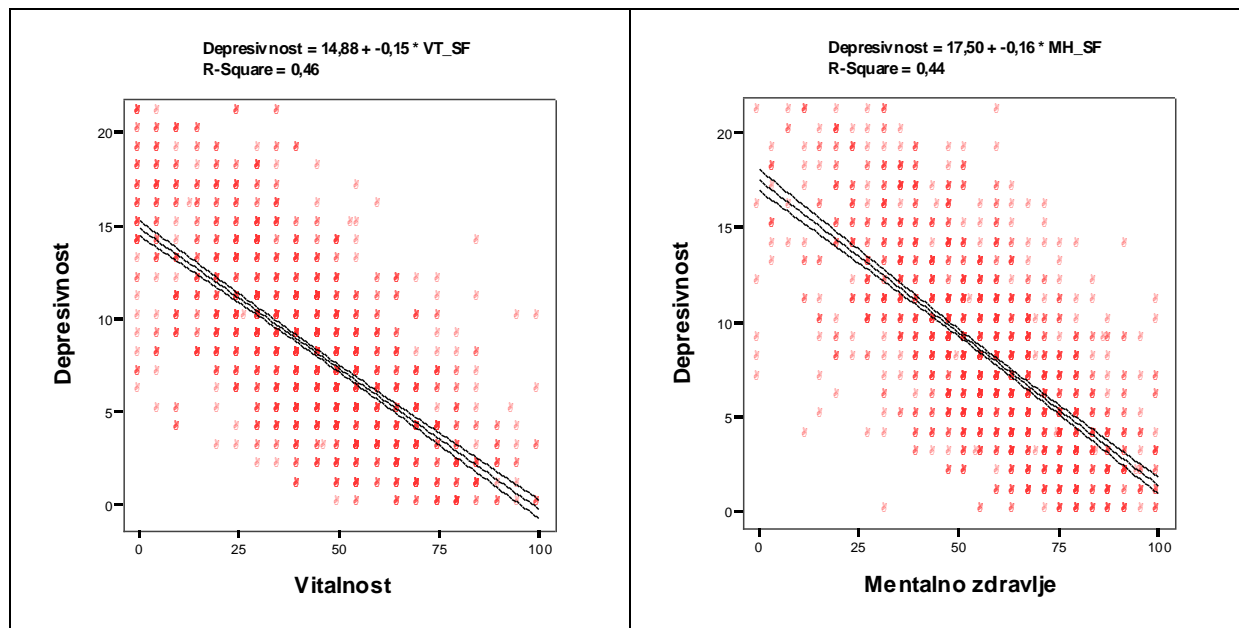 Depresivnost = 14,88 + -0,15 * VT_SF
R-Square = 0,46
20
15
10
5
0
Depresivnost
0 25 50 75 100
Vitalnost
Depresivnost = 17,50 + -0,16 * MH_SF
R-Square = 0,44
20
15
10
5
0
Depresivnost
0 25 50 75 100
Mentalno zdravlje